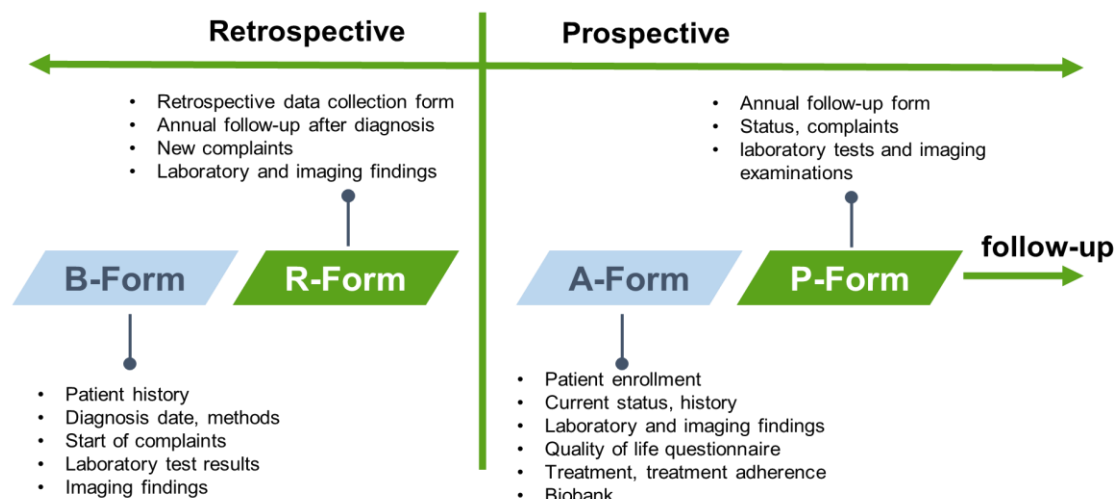 Retrospective
Prospective
• Retrospective data collection form
• Annual follow-up after diagnosis
• New complaints
• Laboratory and imaging findings
• Annual follow-up form
• Status, complaints
• laboratory tests and imaging
examinations
B-Form
R-Form
A-Form
P-Form
follow-up
• Patient history
• Diagnosis date, methods
• Start of complaints
• Laboratory test results
• Imaging findings
• Patient enrollment
• Current status, history
• Laboratory and imaging findings
• Quality of life questionnaire
• Treatment, treatment adherence
• Biobank